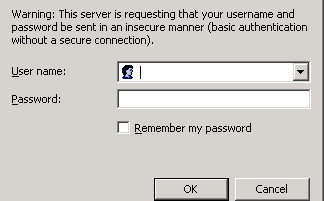 Warning: This server is requesting that your username and
password be sent in an insecure manner (basic authentication
without a secure connection).
User name:
Password:
Remember my password
OK
Cancel